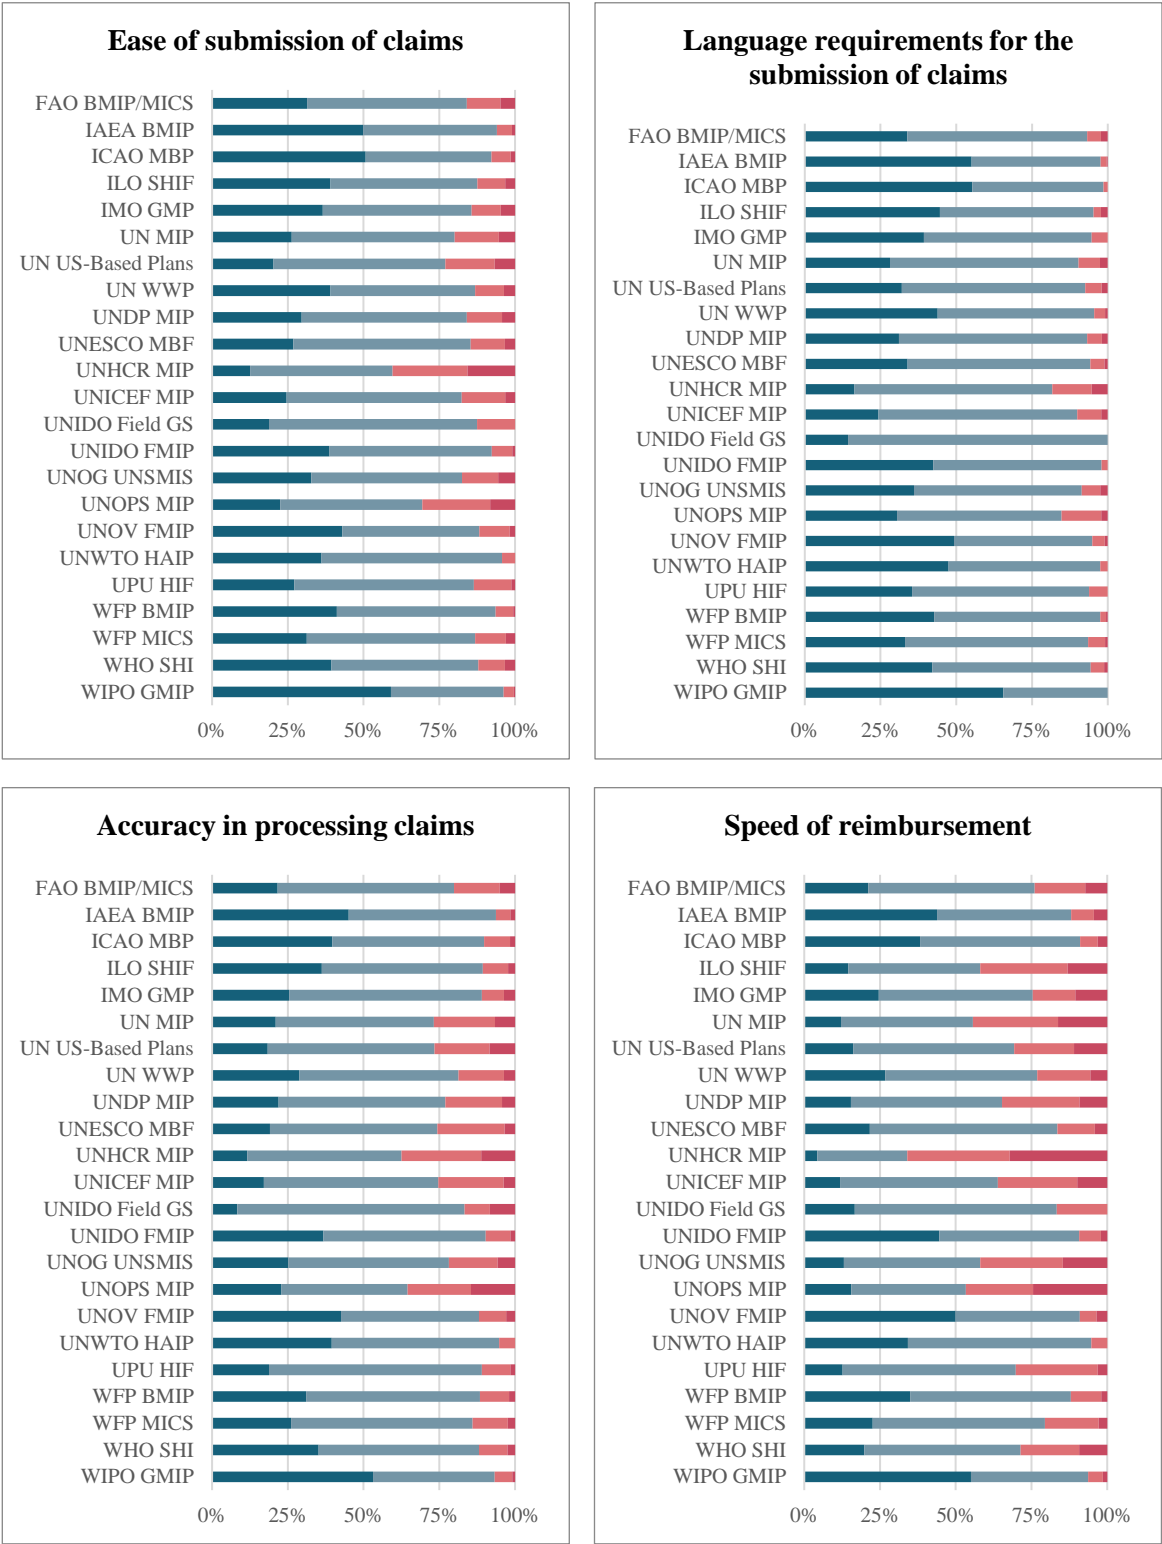 Ease of submission of claims
FAO BMIP/MICS
IAEA BMIP
ICAO MBP
ILO SHIF
IMO GMP
UN MIP
UN US-Based Plans
UN WWP
UNDP MIP
UNESCO MBF
UNHCR MIP
UNICEF MIP
UNIDO Field GS
UNIDO FMIP
UNOG UNSMIS
UNOPS MIP
UNOV FMIP
UNWTO HAIP
UPU HIF
WFP BMIP
WFP MICS
WHO SHI
WIPO GMIP
0% 25% 50% 75% 100%
Language requirements for the
submission of claims
FAO BMIP/MICS
IAEA BMIP
ICAO MBP
ILO SHIF
IMO GMP
UN MIP
UN US-Based Plans
UN WWP
UNDP MIP
UNESCO MBF
UNHCR MIP
UNICEF MIP
UNIDO Field GS
UNIDO FMIP
UNOG UNSMIS
UNOPS MIP
UNOV FMIP
UNWTO HAIP
UPU HIF
WFP BMIP
WFP MICS
WHO SHI
WIPO GMIP
0% 25% 50% 75% 100%
Accuracy in processing claims
FAO BMIP/MICS
IAEA BMIP
ICAO MBP
ILO SHIF
IMO GMP
UN MIP
UN US-Based Plans
UN WWP
UNDP MIP
UNESCO MBF
UNHCR MIP
UNICEF MIP
UNIDO Field GS
UNIDO FMIP
UNOG UNSMIS
UNOPS MIP
UNOV FMIP
UNWTO HAIP
UPU HIF
WFP BMIP
WFP MICS
WHO SHI
WIPO GMIP
0% 25% 50% 75% 100%
Speed of reimbursement
FAO BMIP/MICS
IAEA BMIP
ICAO MBP
ILO SHIF
IMO GMP
UN MIP
UN US-Based Plans
UN WWP
UNDP MIP
UNESCO MBF
UNHCR MIP
UNICEF MIP
UNIDO Field GS
UNIDO FMIP
UNOG UNSMIS
UNOPS MIP
UNOV FMIP
UNWTO HAIP
UPU HIF
WFP BMIP
WFP MICS
WHO SHI
WIPO GMIP
0% 25% 50% 75% 100%